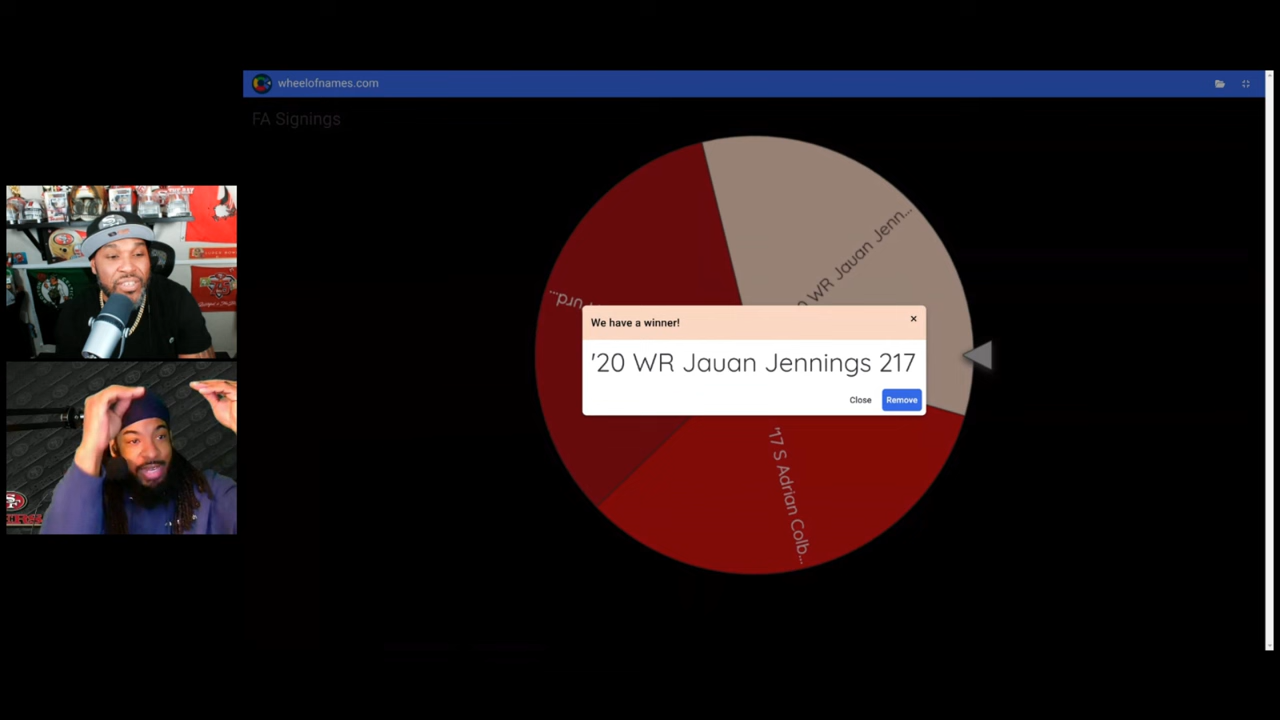 wheelofnames.com
FA Signings
WR Jauan Jenn...
We have a winner!
×
'20 WR Jauan Jennings 217
Close
Remove
'17 S Adrian Colb...